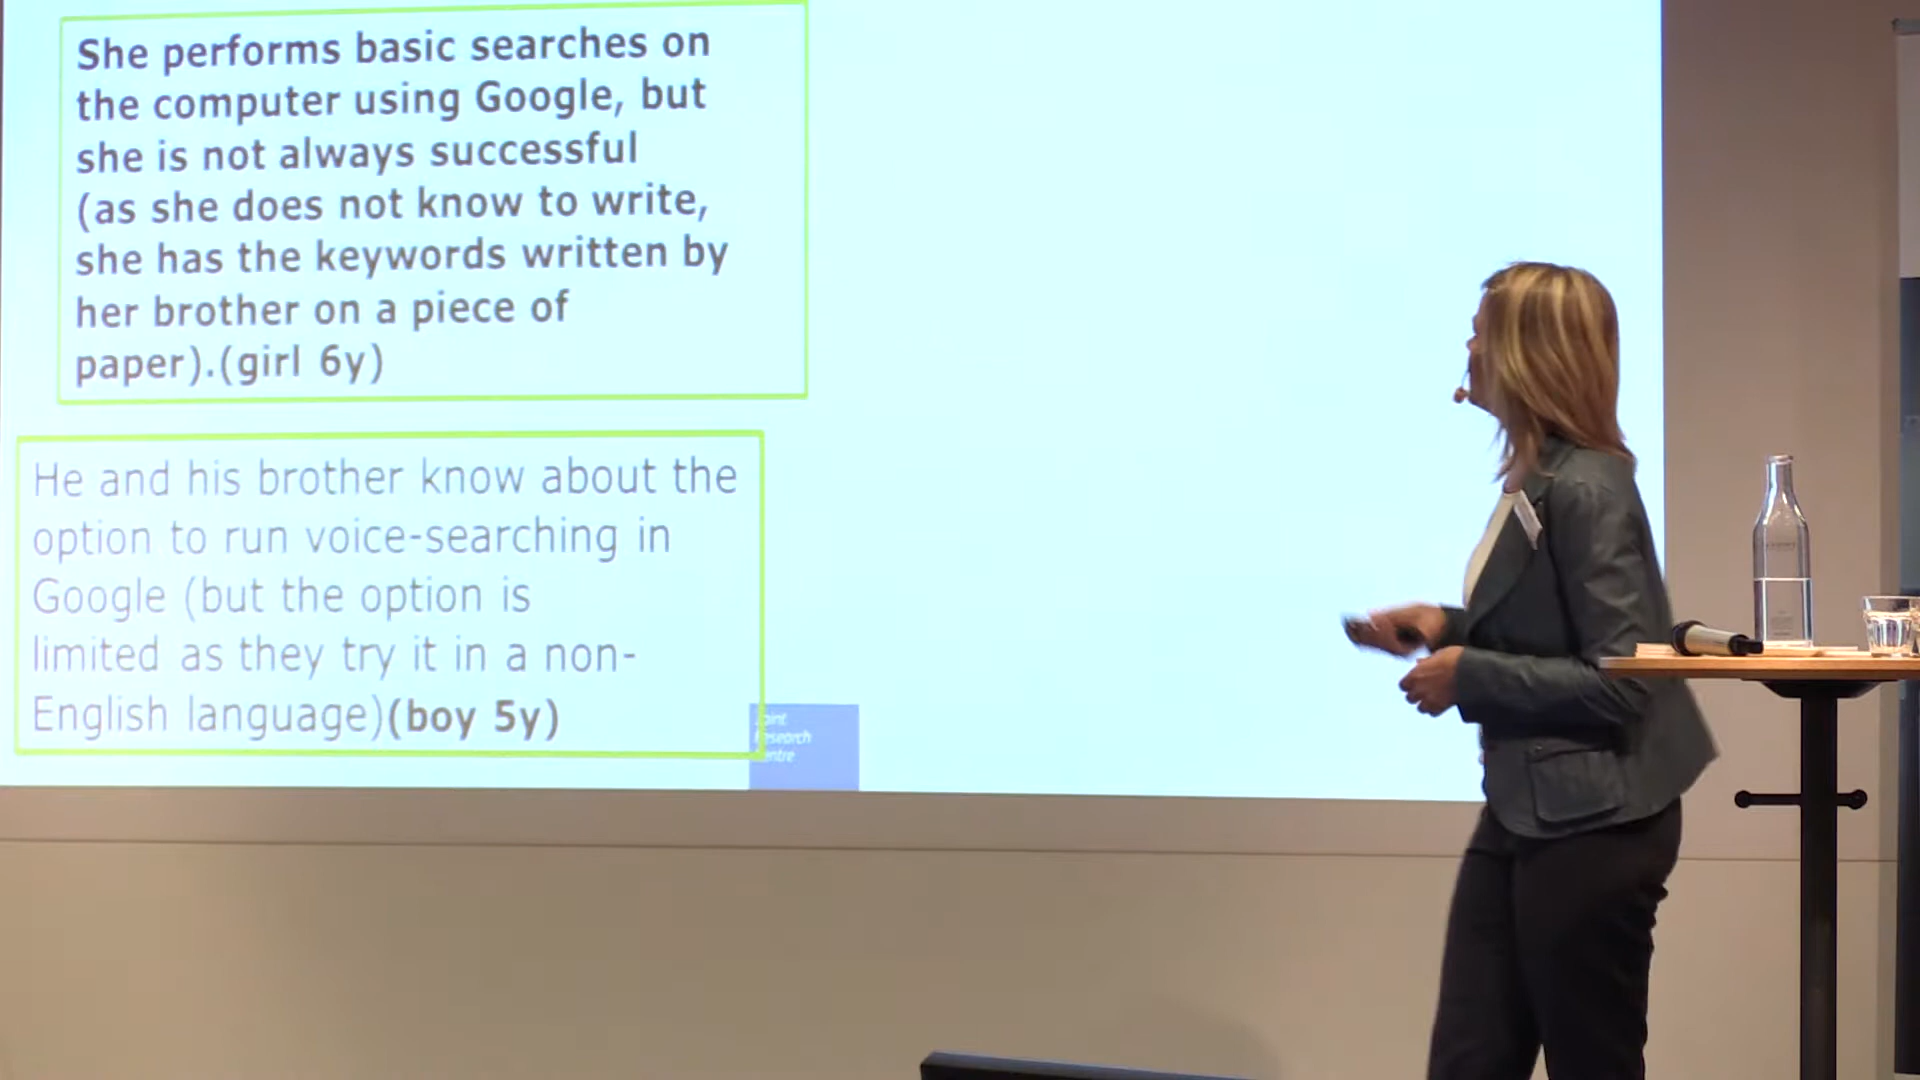 She performs basic searches on
the computer using Google, but
she is not always successful
(as she does not know to write,
she has the keywords written by
her brother on a piece of
paper).(girl 6y)
He and his brother know about the
option to run voice-searching in
Google (but the option is
limited as they try it in a non-
English language)(boy 5y)
Joint
Research
Centre